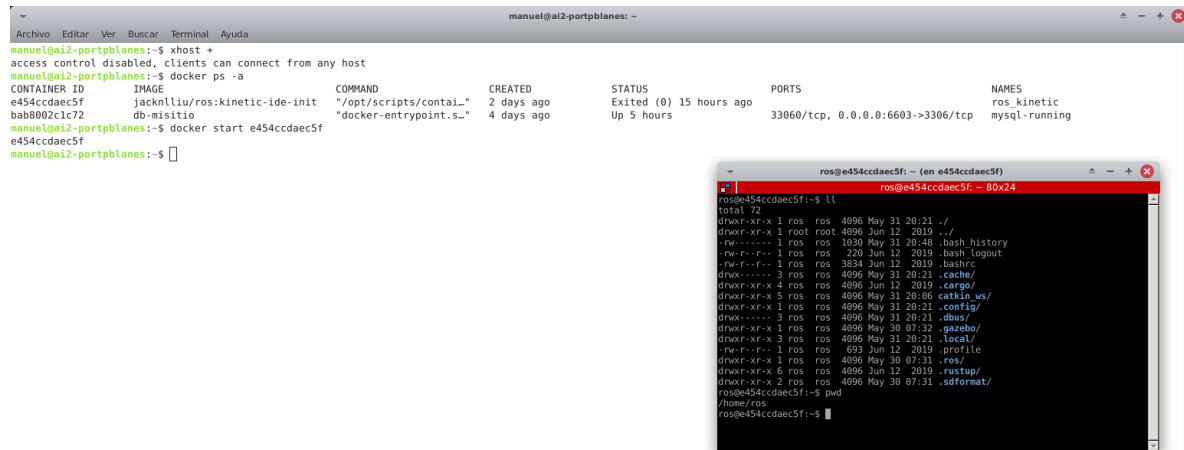 manuel@ai2-portpblanes: ~
Archivo Editar Ver Buscar Terminal Ayuda
manuel@ai2-portpblanes:~$ xhost +
access control disabled, clients can connect from any host
manuel@ai2-portpblanes:~$ docker ps -a
CONTAINER ID IMAGE COMMAND CREATED STATUS PORTS NAMES
e454ccdaec5f jacknlliu/ros:kinetic-ide-init "/opt/scripts/contai…" 2 days ago Exited (0) 15 hours ago ros_kinetic
bab8002c1c72 db-misitio "docker-entrypoint.s…" 4 days ago Up 5 hours 33060/tcp, 0.0.0.0:6603->3306/tcp mysql-running
manuel@ai2-portpblanes:~$ docker start e454ccdaec5f
e454ccdaec5f
manuel@ai2-portpblanes:~$
ros@e454ccdaec5f: ~ (en e454ccdaec5f)
ros@e454ccdaec5f: ~ 80x24
ros@e454ccdaec5f:~$ ll
total 72
drwxr-xr-x 1 ros ros 4096 May 31 20:21 ./
drwxr-xr-x 1 root root 4096 Jun 12 2019 ../
-rw------- 1 ros ros 1030 May 31 20:48 .bash_history
-rw-r--r-- 1 ros ros 220 Jun 12 2019 .bash_logout
-rw-r--r-- 1 ros ros 3834 Jun 12 2019 .bashrc
drwx------ 3 ros ros 4096 May 31 20:21 .cache/
drwxr-xr-x 4 ros ros 4096 Jun 12 2019 .cargo/
drwxr-xr-x 5 ros ros 4096 May 31 20:06 catkin_ws/
drwxr-xr-x 1 ros ros 4096 May 31 20:21 .config/
drwx------ 3 ros ros 4096 May 31 20:21 .dbus/
drwxr-xr-x 1 ros ros 4096 May 30 07:32 .gazebo/
drwxr-xr-x 3 ros ros 4096 May 31 20:21 .local/
-rw-r--r-- 1 ros ros 693 Jun 12 2019 .profile
drwxr-xr-x 1 ros ros 4096 May 30 07:31 .ros/
drwxr-xr-x 6 ros ros 4096 Jun 12 2019 .rustup/
drwxr-xr-x 2 ros ros 4096 May 30 07:31 .sdformat/
ros@e454ccdaec5f:~$ pwd
/home/ros
ros@e454ccdaec5f:~$